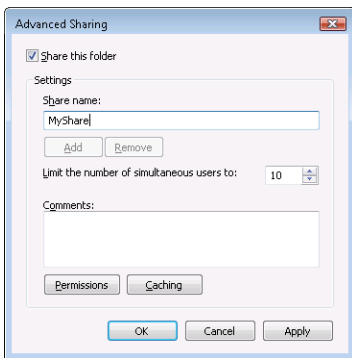 Advanced Sharing
Share this folder
Settings
Share name:
MyShare
Add Remove
Limit the number of simultaneous users to: 10
Comments:
Permissions Caching
OK Cancel Apply